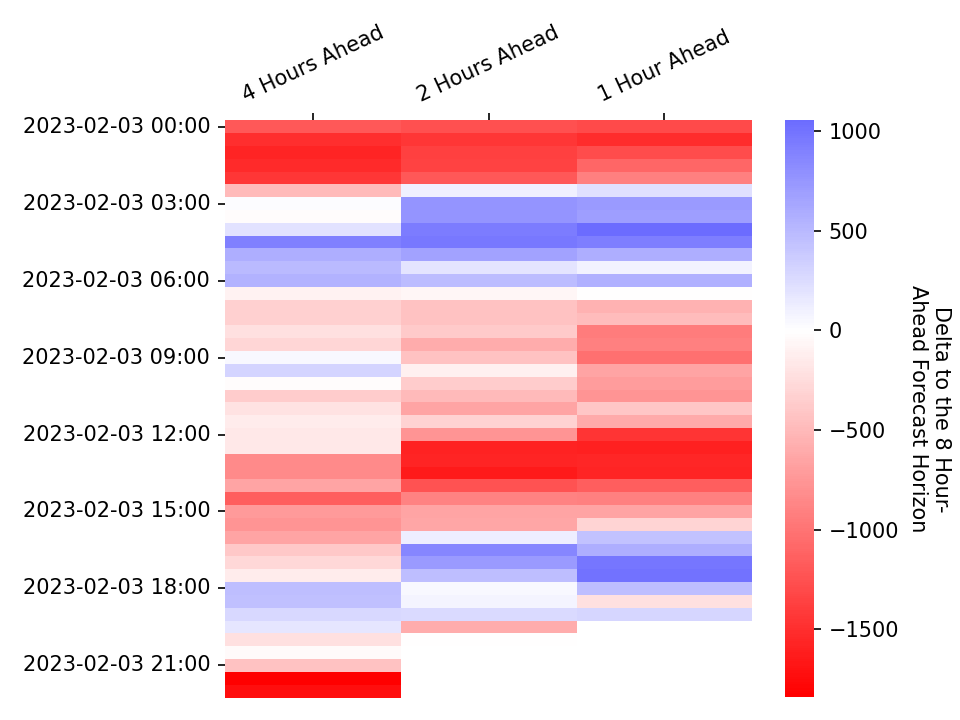 4 Hours Ahead
2 Hours Ahead
1 Hour Ahead
2023-02-03 00:00
2023-02-03 03:00
2023-02-03 06:00
2023-02-03 09:00
2023-02-03 12:00
2023-02-03 15:00
2023-02-03 18:00
2023-02-03 21:00
1000
500
0
−500
−1000
−1500
Delta to the 8 Hour-
Ahead Forecast Horizon